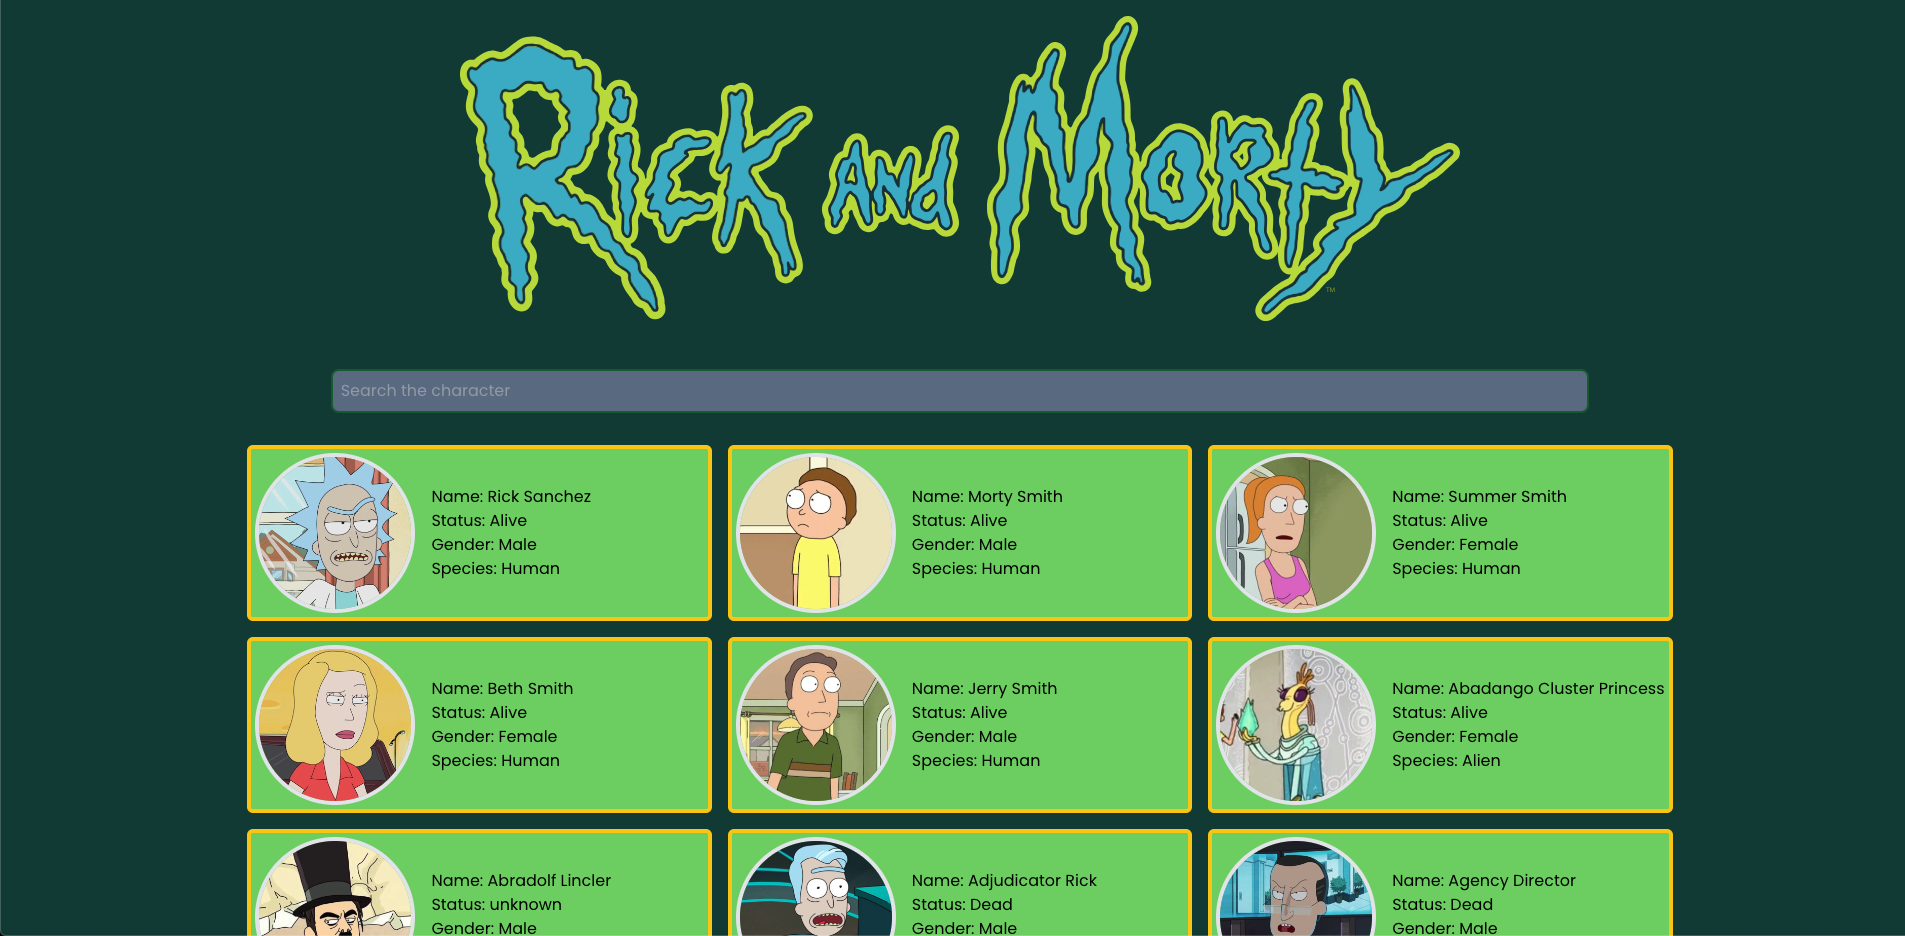 Rick and Morty
TM
Search the character
Name: Rick Sanchez
Status: Alive
Gender: Male
Species: Human
Name: Morty Smith
Status: Alive
Gender: Male
Species: Human
Name: Summer Smith
Status: Alive
Gender: Female
Species: Human
Name: Beth Smith
Status: Alive
Gender: Female
Species: Human
Name: Jerry Smith
Status: Alive
Gender: Male
Species: Human
Name: Abadango Cluster Princess
Status: Alive
Gender: Female
Species: Alien
Name: Abradolf Lincler
Status: unknown
Gender: Male
Name: Adjudicator Rick
Status: Dead
Gender: Male
Name: Agency Director
Status: Dead
Gender: Male